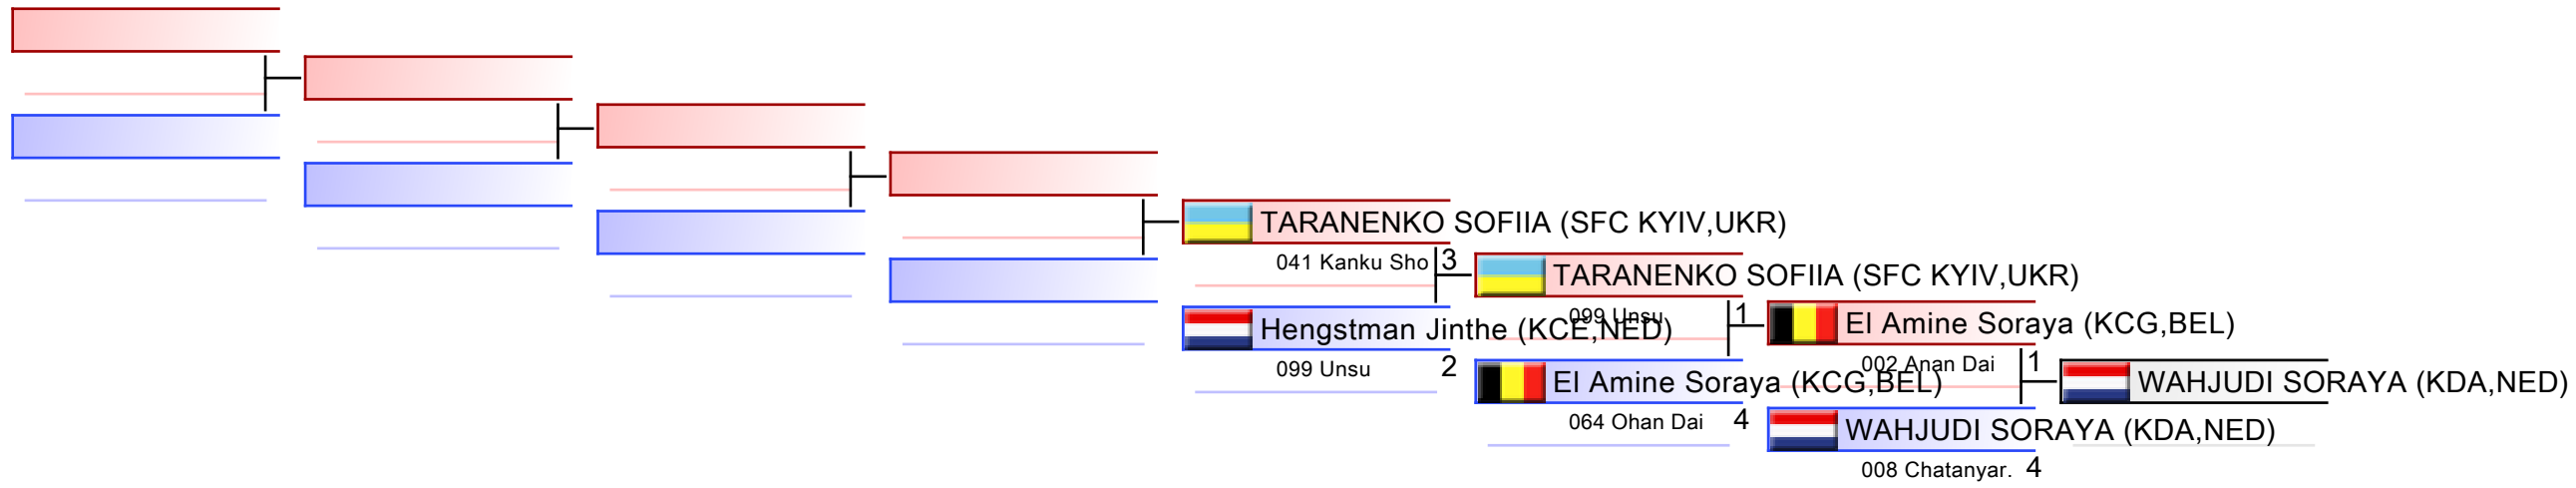 TARANENKO SOFIIA (SFC KYIV,UKR)
041 Kanku Sho 3
Hengstman Jinthe (KCE,NED)
099 Unsu 2
TARANENKO SOFIIA (SFC KYIV,UKR)
099 Unsu 1
El Amine Soraya (KCG,BEL)
064 Ohan Dai 4
El Amine Soraya (KCG,BEL)
002 Anan Dai 1
WAHJUDI SORAYA (KDA,NED)
008 Chatanyar. 4
WAHJUDI SORAYA (KDA,NED)